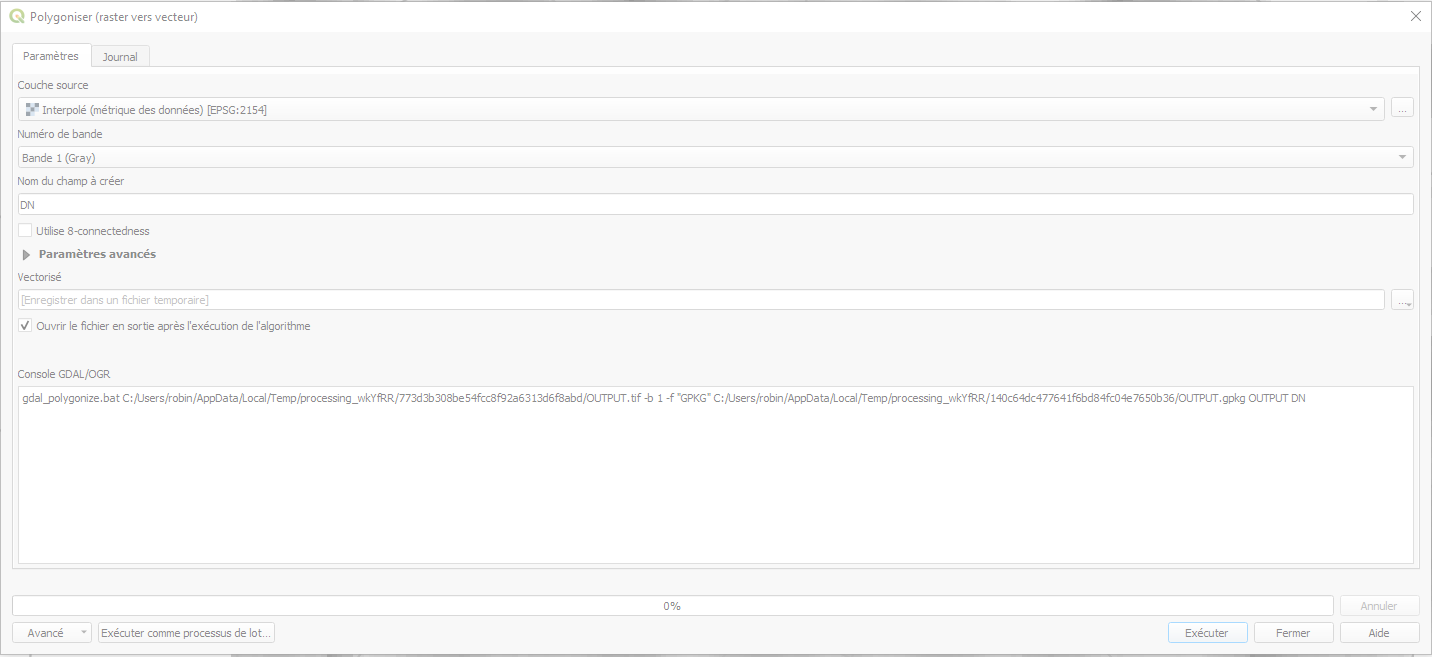 Polygoniser (raster vers vecteur)
Paramètres
Journal
Couche source
Interpolé (métrique des données) [EPSG:2154]
...
Numéro de bande
Bande 1 (Gray)
Nom du champ à créer
DN
Utilise 8-connectedness
Paramètres avancés
Vectorisé
[Enregistrer dans un fichier temporaire]
...
Ouvrir le fichier en sortie après l'exécution de l'algorithme
Console GDAL/OGR
gdal_polygonize.bat C:/Users/robin/AppData/Local/Temp/processing_wkYfRR/773d3b308be54fcc8f92a6313d6f8abd/OUTPUT.tif -b 1 -f "GPKG" C:/Users/robin/AppData/Local/Temp/processing_wkYfRR/140c64dc477641f6bd84fc04e7650b36/OUTPUT.gpkg OUTPUT DN
0%
Annuler
Avancé
Exécuter comme processus de lot...
Exécuter
Fermer
Aide